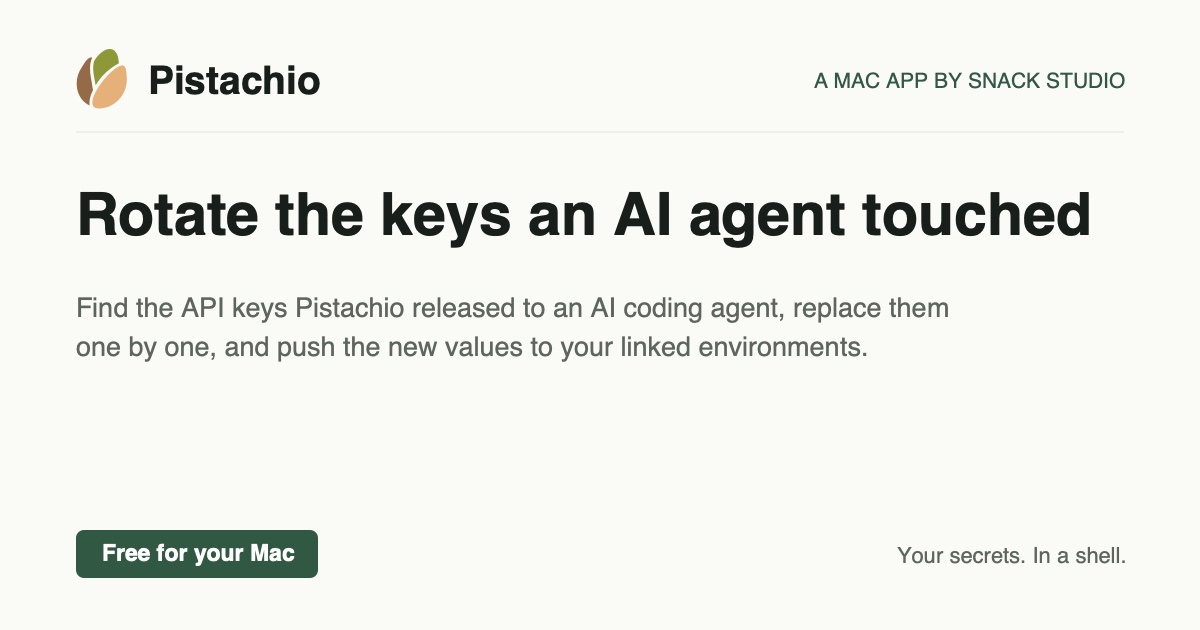 Pistachio
A MAC APP BY SNACK STUDIO
Rotate the keys an AI agent touched
Find the API keys Pistachio released to an AI coding agent, replace them
one by one, and push the new values to your linked environments.
Free for your Mac
Your secrets. In a shell.